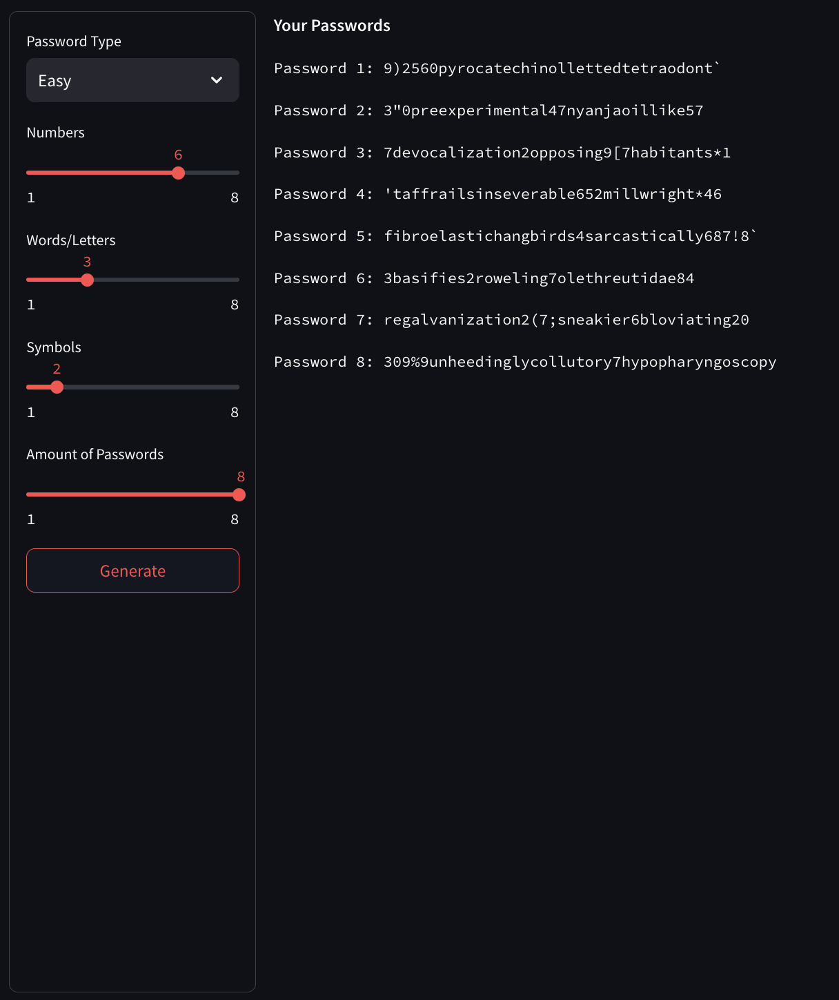 Password Type
Easy
Numbers
6
1 8
Words/Letters
3
1 8
Symbols
2
1 8
Amount of Passwords
8
1 8
Generate
Your Passwords
Password 1: 9)2560pyrocatechinollettedtetraodont`
Password 2: 3"0preexperimental47nyanjaoillike57
Password 3: 7devocalization2opposing9[7habitants*1
Password 4: 'taffrailsinseverable652millwright*46
Password 5: fibroelastichangbirds4sarcastically687!8`
Password 6: 3basifies2roweling7olethreutidae84
Password 7: regalvanization2(7;sneakier6bloviating20
Password 8: 309%9unheedinglycollutory7hypopharyngoscopy